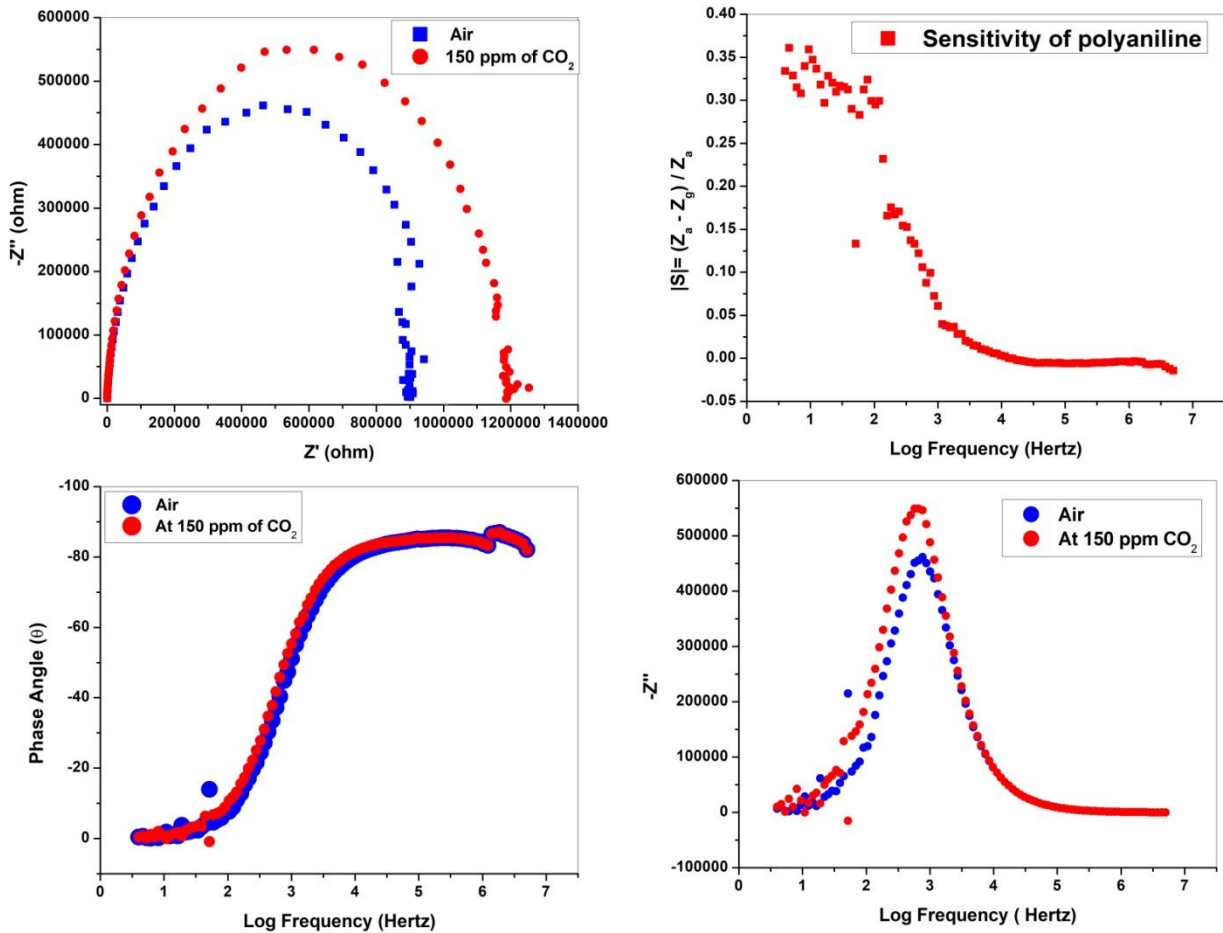 600000
500000
400000
300000
200000
100000
0
-Z" (ohm)
Air
150 ppm of CO₂
0 200000 400000 600000 800000 1000000 1200000 1400000
Z' (ohm)
0.40
0.35
0.30
0.25
0.20
0.15
0.10
0.05
0.00
-0.05
|S|= (Zₐ - Z_g) / Zₐ
Sensitivity of polyaniline
0 1 2 3 4 5 6 7
Log Frequency (Hertz)
-100
-80
-60
-40
-20
0
Phase Angle (θ)
Air
At 150 ppm of CO₂
0 1 2 3 4 5 6 7
Log Frequency (Hertz)
600000
500000
400000
300000
200000
100000
0
-100000
-Z"
Air
At 150 ppm CO₂
0 1 2 3 4 5 6 7
Log Frequency ( Hertz)